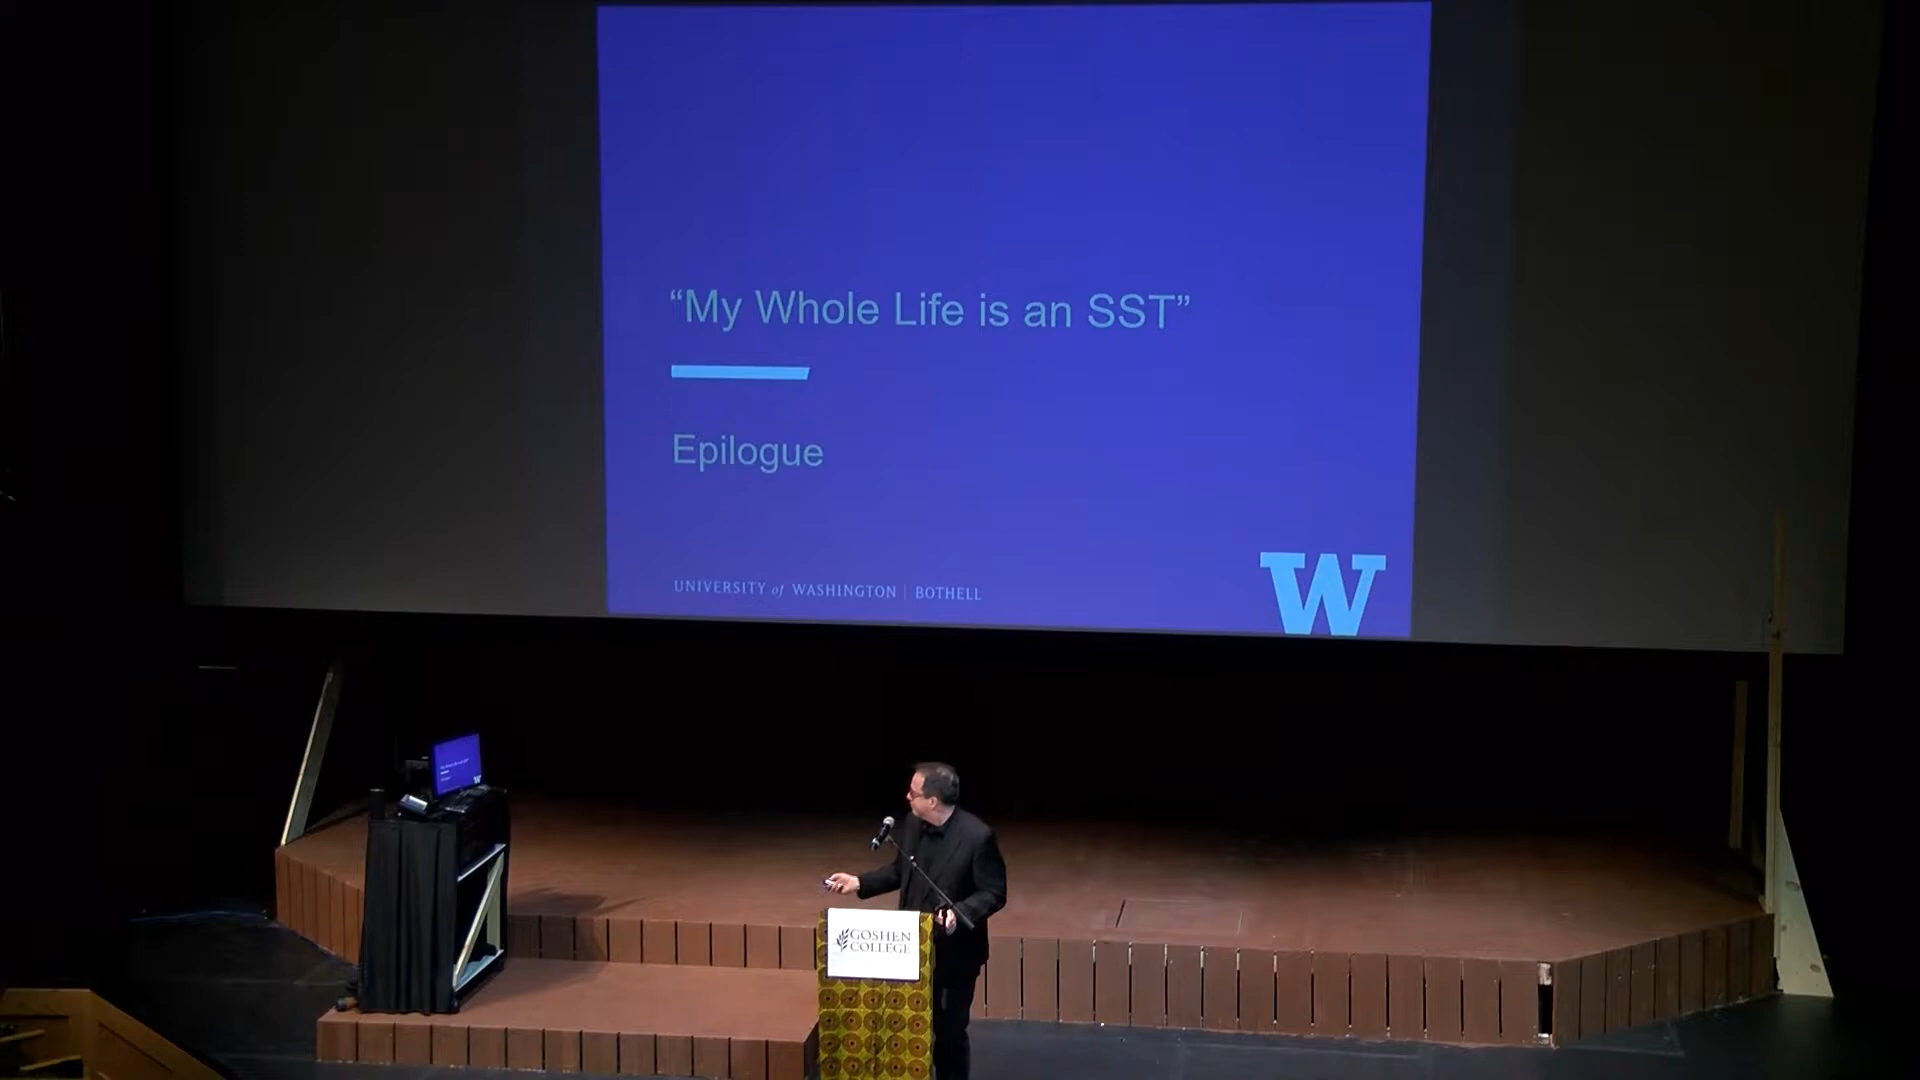 “My Whole Life is an SST”
Epilogue
UNIVERSITY of WASHINGTON | BOTHELL
W
GOSHEN
COLLEGE